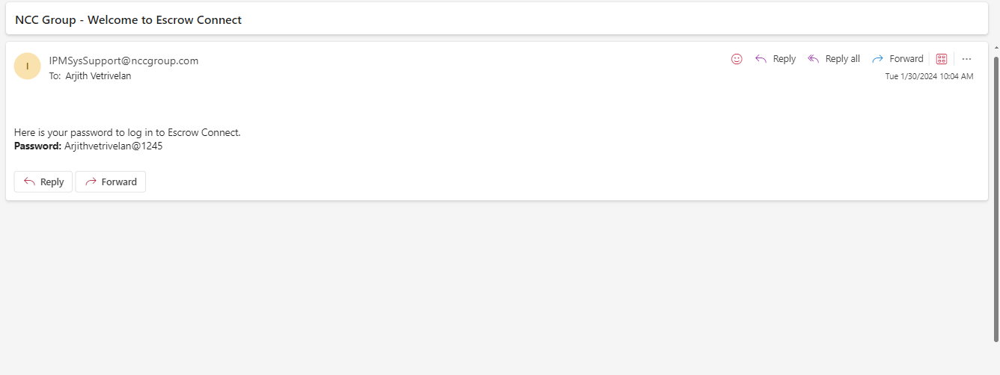 NCC Group - Welcome to Escrow Connect
I
IPMSysSupport@nccgroup.com
To: Arjith Vetrivelan
Reply
Reply all
Forward
Tue 1/30/2024 10:04 AM
Here is your password to log in to Escrow Connect.
Password: Arjithvetrivelan@1245
Reply
Forward